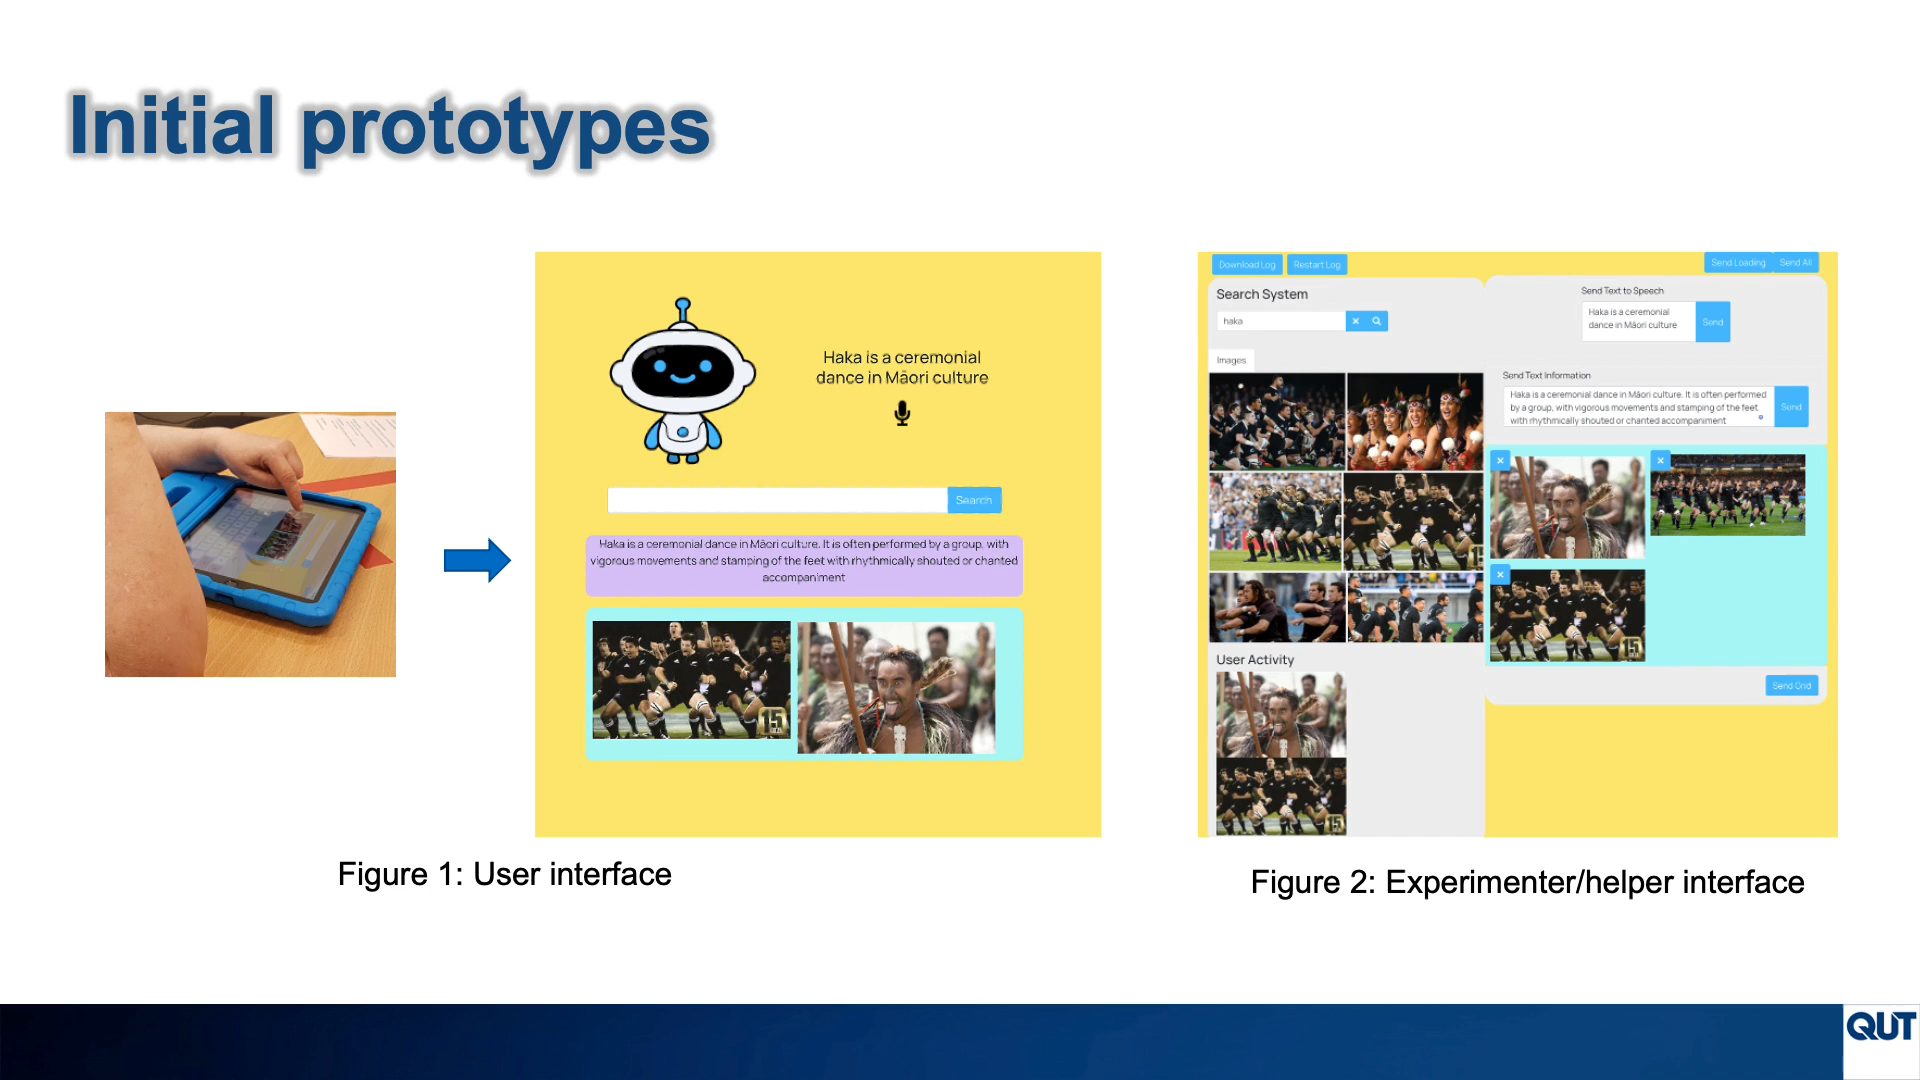 Initial prototypes
Haka is a ceremonial
dance in Māori culture
Search
Haka is a ceremonial dance in Māori culture. It is often performed by a group, with
vigorous movements and stamping of the feet with rhythmically shouted or chanted
accompaniment
15
Figure 1: User interface
Download Log
Restart Log
Send Loading
Send All
Search System
haka
Images
Send Text to Speech
Haka is a ceremonial
dance in Māori culture
Send
Send Text Information
Haka is a ceremonial dance in Māori culture. It is often performed
by a group, with vigorous movements and stamping of the feet
with rhythmically shouted or chanted accompaniment
Send
15
User Activity
15
Send Grid
Figure 2: Experimenter/helper interface
QUT